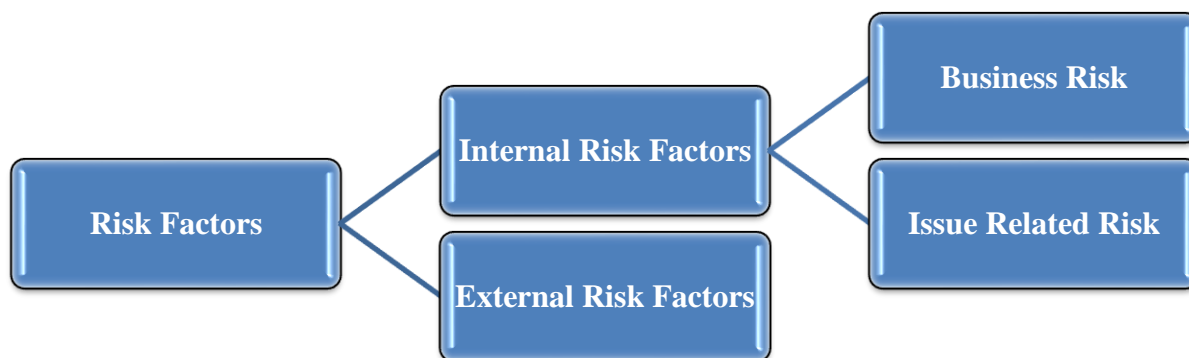 Risk Factors
Internal Risk Factors
Business Risk
Issue Related Risk
External Risk Factors